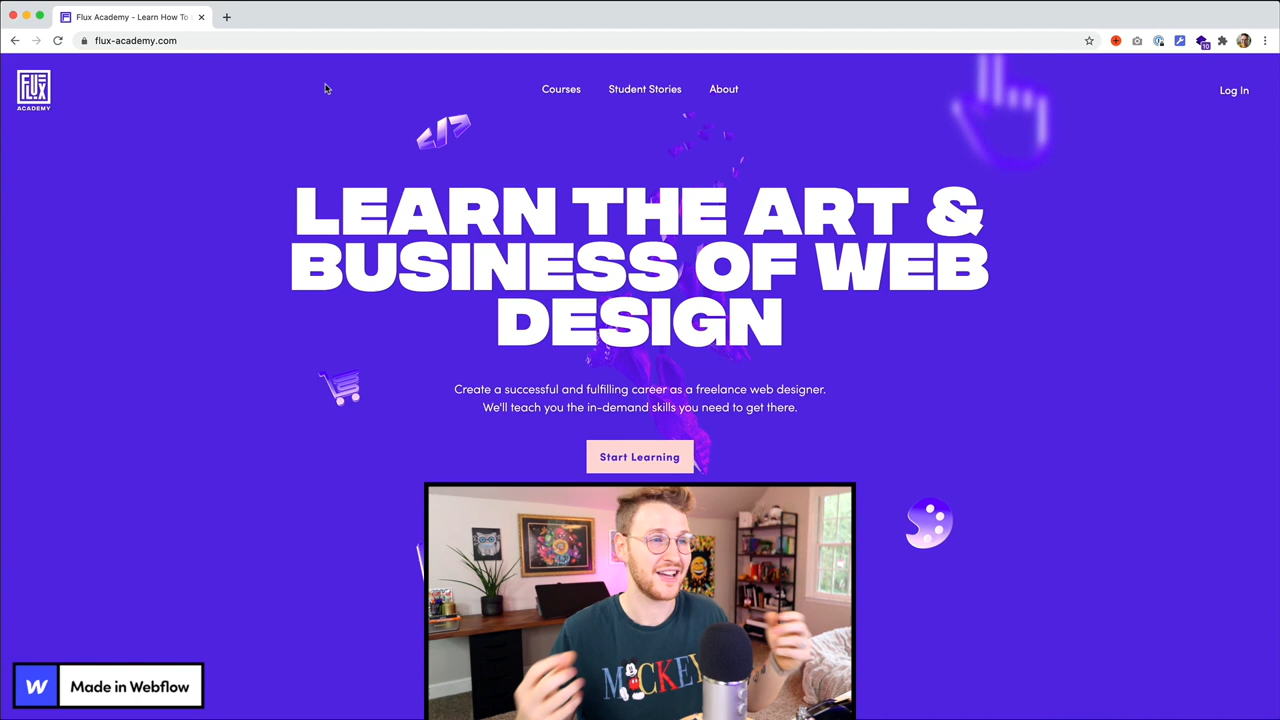 Flux Academy - Learn How To
flux-academy.com
10
FLUX
ACADEMY
Courses
Student Stories
About
Log In
LEARN THE ART &
BUSINESS OF WEB
DESIGN
Create a successful and fulfilling career as a freelance web designer.
We'll teach you the in-demand skills you need to get there.
Start Learning
MICKEY
W Made in Webflow